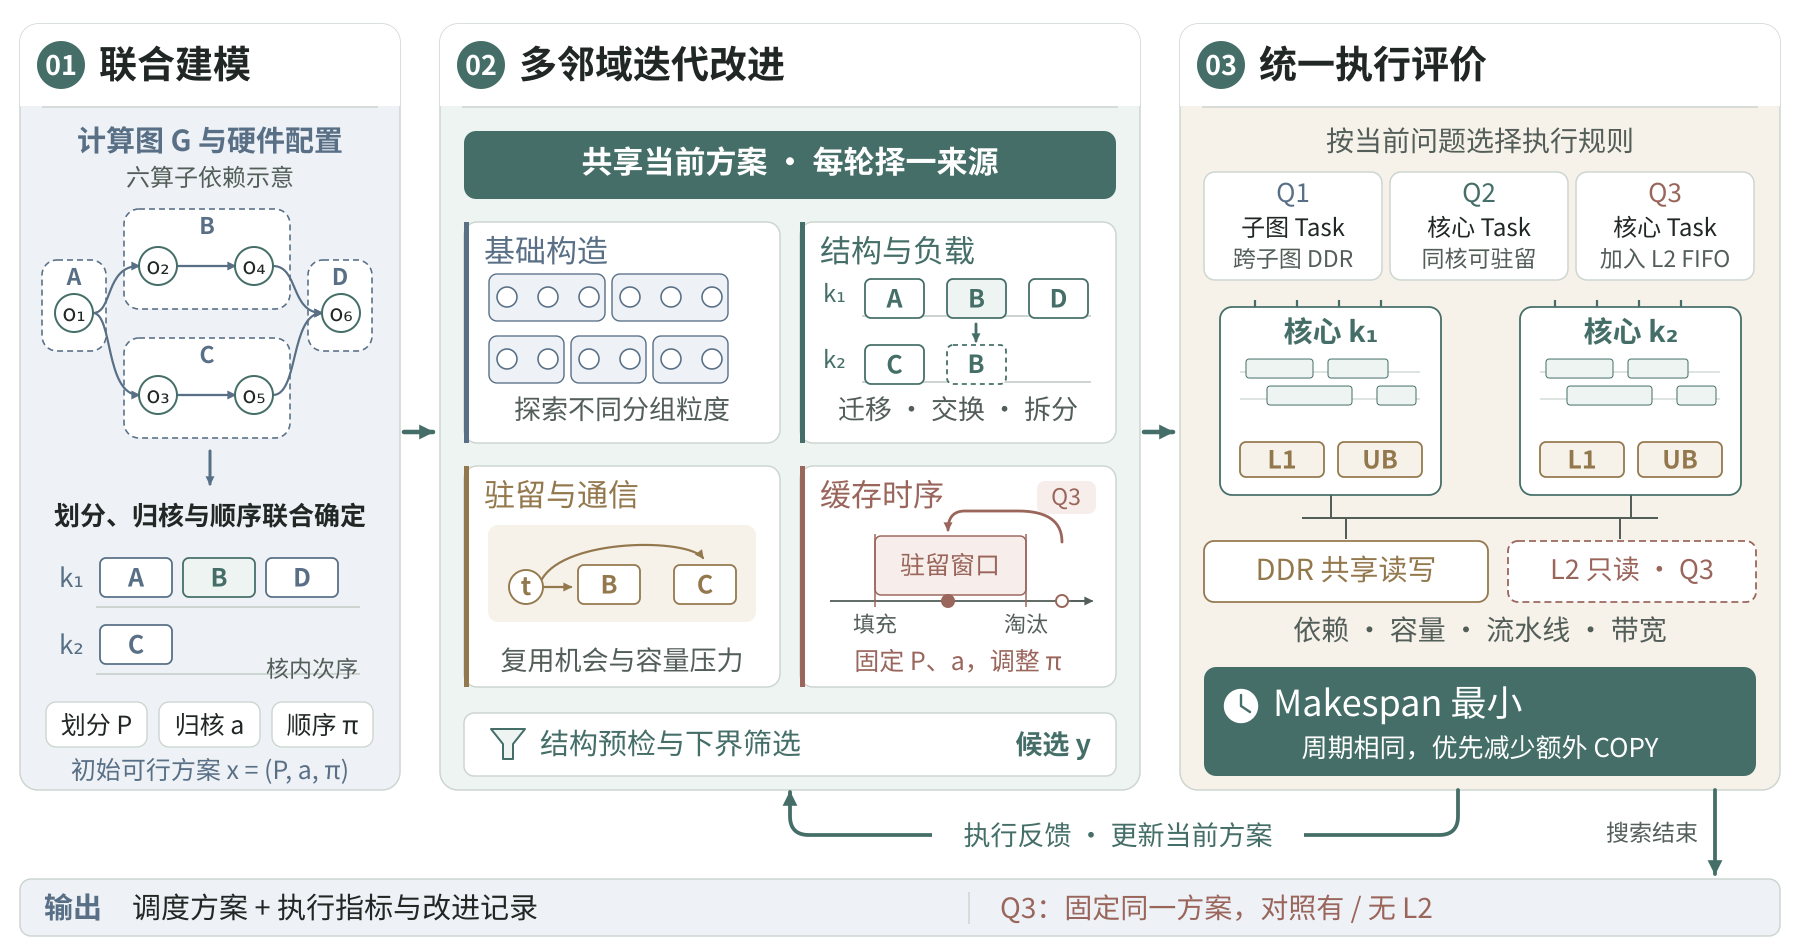 01 联合建模
计算图 G 与硬件配置
六算子依赖示意
B
A
D
o₂
o₄
o₁
o₆
C
o₃
o₅
划分、归核与顺序联合确定
k₁
A
B
D
k₂
C
核内次序
划分 P
归核 a
顺序 π
初始可行方案 x = (P, a, π)
02 多邻域迭代改进
共享当前方案 · 每轮择一来源
基础构造
探索不同分组粒度
结构与负载
k₁
A
B
D
k₂
C
B
迁移 · 交换 · 拆分
驻留与通信
t
B
C
复用机会与容量压力
缓存时序
Q3
驻留窗口
填充
淘汰
固定 P、a，调整 π
结构预检与下界筛选
候选 y
03 统一执行评价
按当前问题选择执行规则
Q1
子图 Task
跨子图 DDR
Q2
核心 Task
同核可驻留
Q3
核心 Task
加入 L2 FIFO
核心 k₁
L1
UB
核心 k₂
L1
UB
DDR 共享读写
L2 只读 · Q3
依赖 · 容量 · 流水线 · 带宽
Makespan 最小
周期相同，优先减少额外 COPY
执行反馈 · 更新当前方案
搜索结束
输出
调度方案 + 执行指标与改进记录
Q3：固定同一方案，对照有 / 无 L2